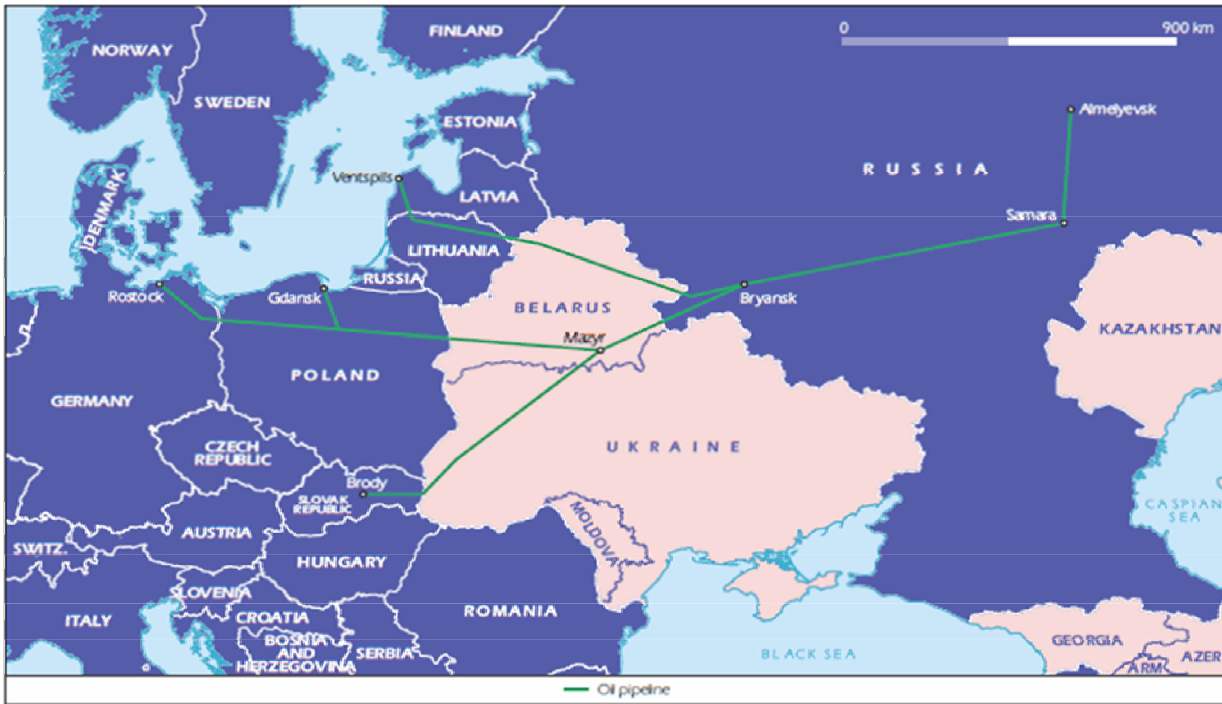 NORWAY
FINLAND
0 900 km
SWEDEN
Almelyevsk
ESTONIA
RUSSIA
Ventspills
LATVIA
DENMARK
Samara
LITHUANIA
RUSSIA
Rostock
Gdansk
Bryansk
BELARUS
KAZAKHSTAN
Mazyr
POLAND
GERMANY
UKRAINE
CZECH
REPUBLIC
Brody
SLOVAK
REPUBLIC
CASPIAN
SEA
AUSTRIA
MOLDOVA
SWITZ.
HUNGARY
SLOVENIA
ROMANIA
ITALY
CROATIA
BOSNIA
AND
HERZEGOVINA
SERBIA
BLACK SEA
GEORGIA
ARM
AZER
Oil pipeline